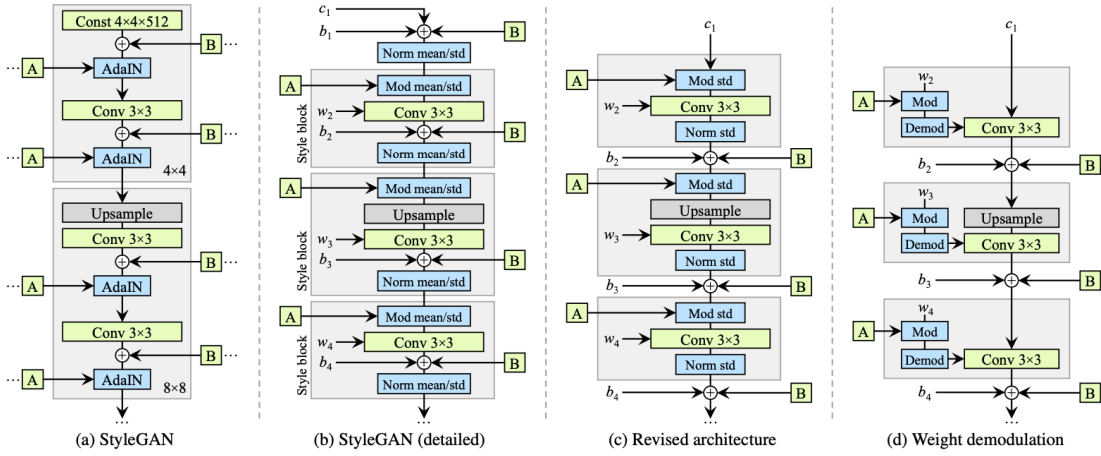 Const 4×4×512
B ···
··· A
AdaIN
Conv 3×3
B ···
··· A
AdaIN
4×4
Upsample
Conv 3×3
B ···
··· A
AdaIN
Conv 3×3
B ···
··· A
AdaIN
8×8
···
(a) StyleGAN
c1
b1
B
Norm mean/std
A
Mod mean/std
w2
Conv 3×3
b2
B
Norm mean/std
Style block
A
Mod mean/std
Upsample
w3
Conv 3×3
b3
B
Norm mean/std
Style block
A
Mod mean/std
w4
Conv 3×3
b4
B
Norm mean/std
Style block
···
(b) StyleGAN (detailed)
c1
A
Mod std
w2
Conv 3×3
Norm std
b2
B
A
Mod std
Upsample
w3
Conv 3×3
Norm std
b3
B
A
Mod std
w4
Conv 3×3
Norm std
b4
B
···
(c) Revised architecture
c1
w2
A
Mod
Demod
Conv 3×3
b2
B
w3
A
Mod
Upsample
Demod
Conv 3×3
b3
B
w4
A
Mod
Demod
Conv 3×3
b4
B
···
(d) Weight demodulation